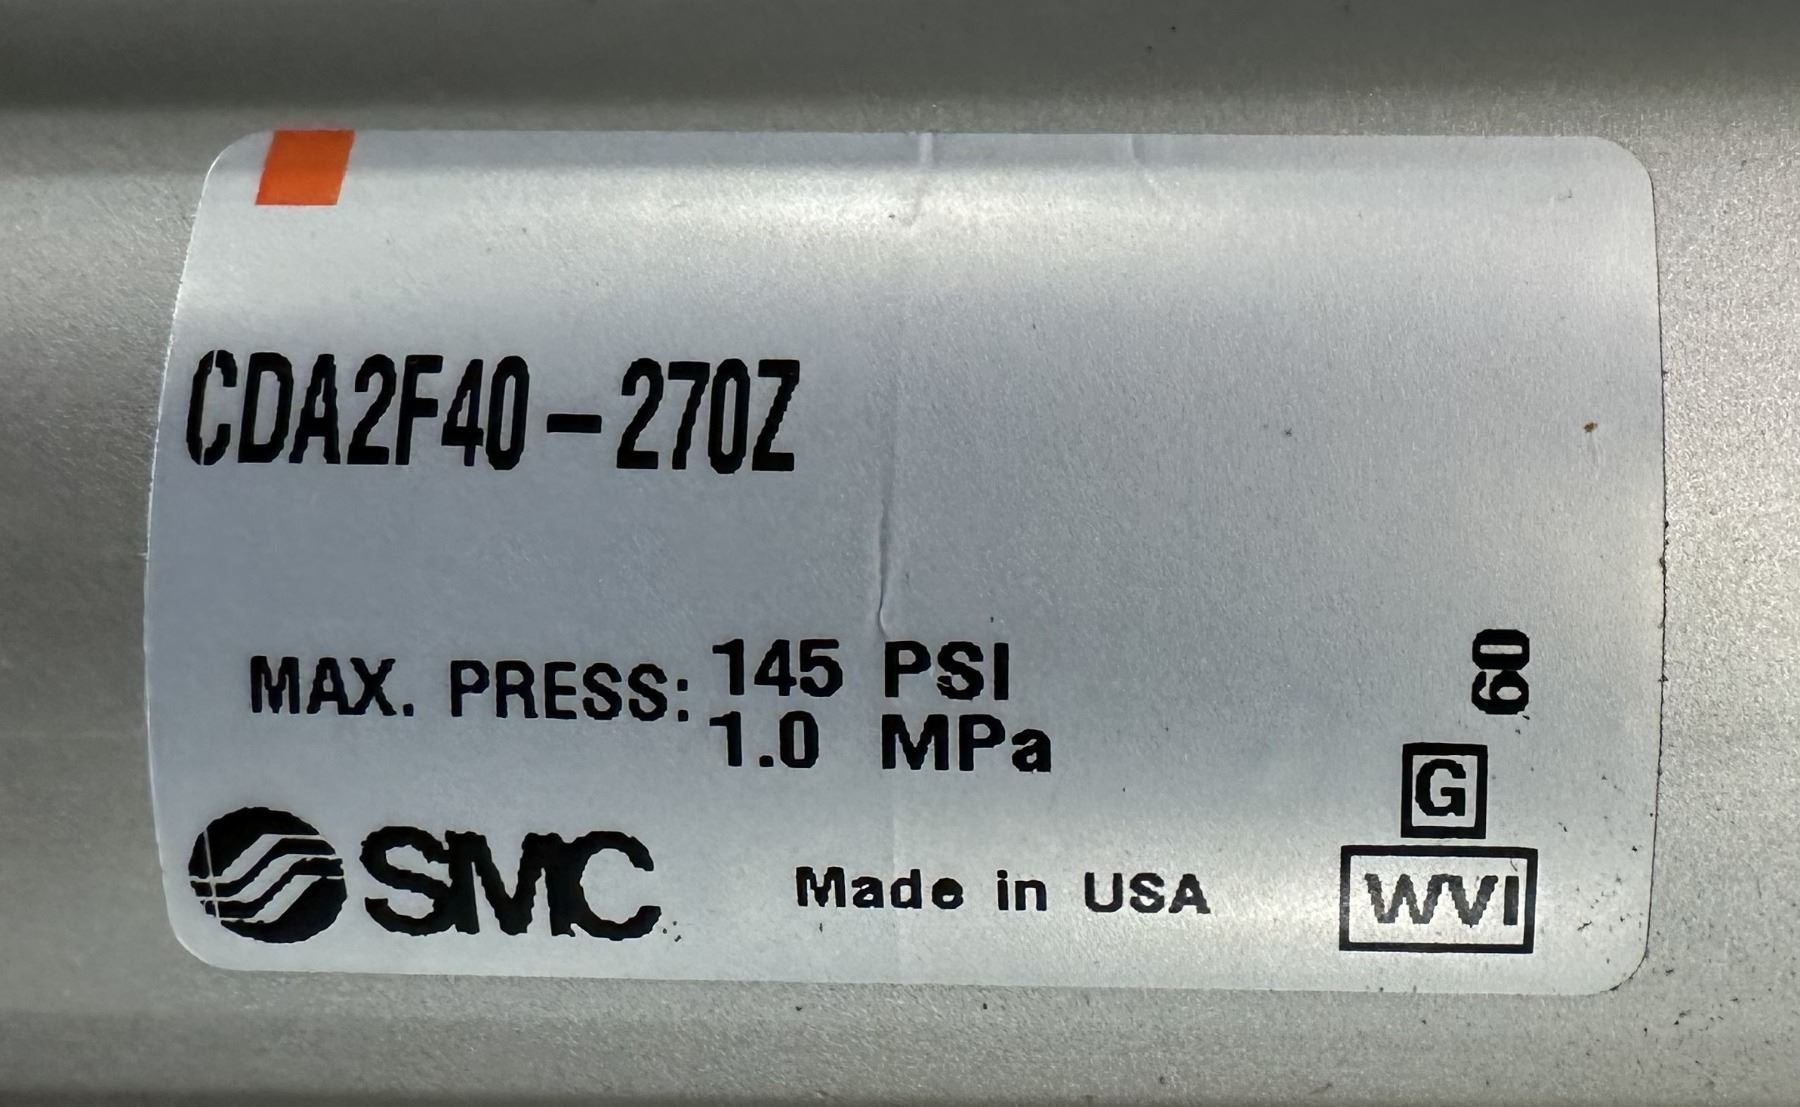 CDA2F40-270Z
MAX. PRESS: 145 PSI
1.0 MPa
60
G
SMC
Made in USA
WVI